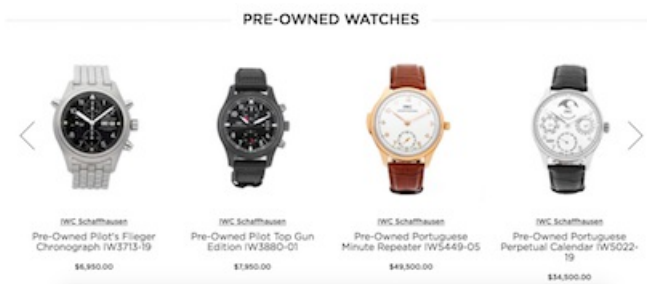 PRE-OWNED WATCHES
IWC Schaffhausen
Pre-Owned Pilot's Flieger
Chronograph IW3713-19
$6,950.00
IWC Schaffhausen
Pre-Owned Pilot Top Gun
Edition IW3880-01
$7,950.00
IWC Schaffhausen
Pre-Owned Portuguese
Minute Repeater IW5449-05
$49,500.00
IWC Schaffhausen
Pre-Owned Portuguese
Perpetual Calendar IW5022-
19
$34,500.00